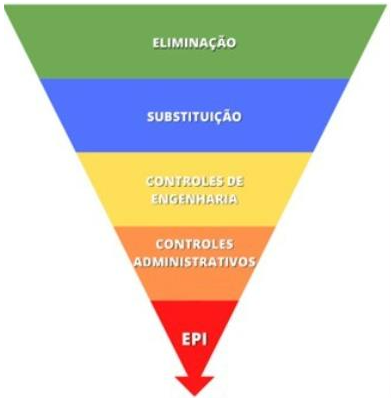 ELIMINAÇÃO
SUBSTITUIÇÃO
CONTROLES DE
ENGENHARIA
CONTROLES
ADMINISTRATIVOS
EPI